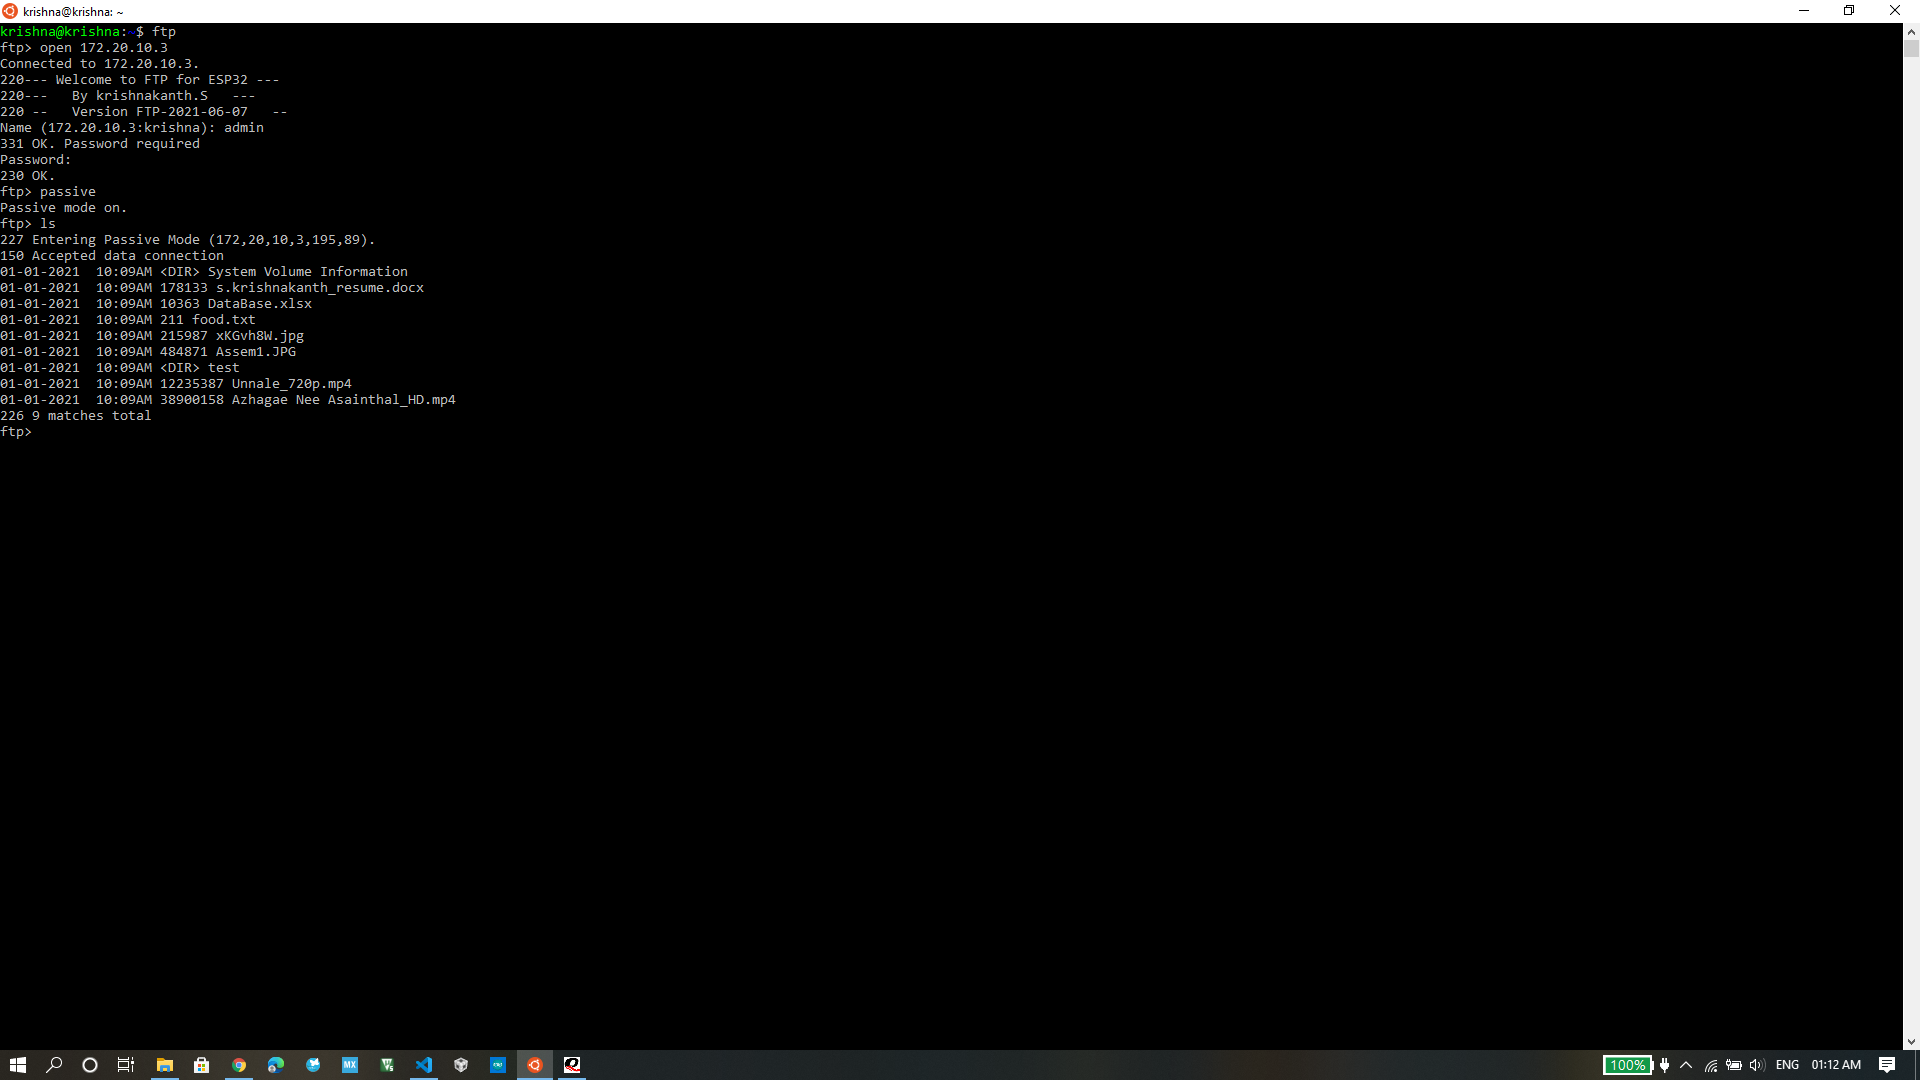 krishna@krishna: ~
krishna@krishna:~$ ftp
ftp> open 172.20.10.3
Connected to 172.20.10.3.
220--- Welcome to FTP for ESP32 ---
220---   By krishnakanth.S   ---
220 --   Version FTP-2021-06-07   --
Name (172.20.10.3:krishna): admin
331 OK. Password required
Password:
230 OK.
ftp> passive
Passive mode on.
ftp> ls
227 Entering Passive Mode (172,20,10,3,195,89).
150 Accepted data connection
01-01-2021  10:09AM <DIR> System Volume Information
01-01-2021  10:09AM 178133 s.krishnakanth_resume.docx
01-01-2021  10:09AM 10363 DataBase.xlsx
01-01-2021  10:09AM 211 food.txt
01-01-2021  10:09AM 215987 xKGvh8W.jpg
01-01-2021  10:09AM 484871 Assem1.JPG
01-01-2021  10:09AM <DIR> test
01-01-2021  10:09AM 12235387 Unnale_720p.mp4
01-01-2021  10:09AM 38900158 Azhagae Nee Asainthal_HD.mp4
226 9 matches total
ftp>
MX
100% ENG 01:12 AM